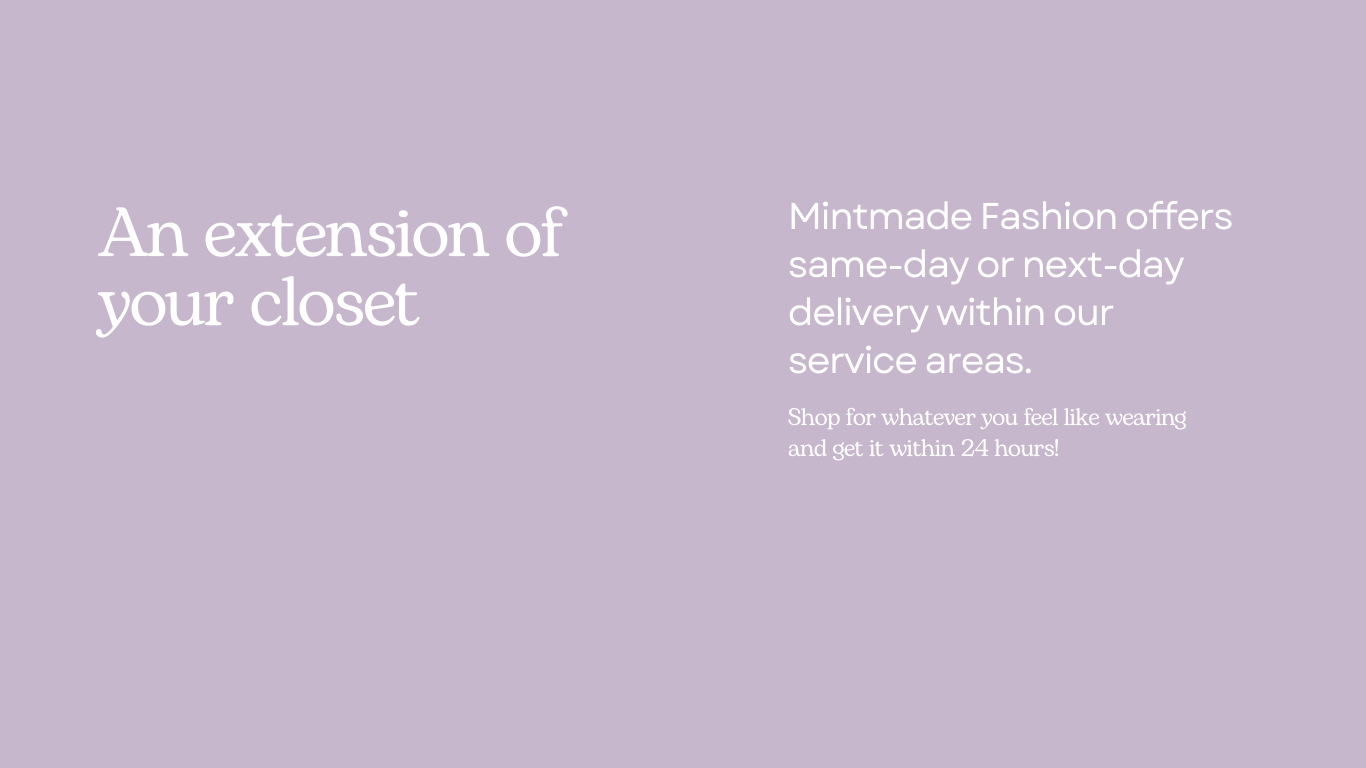 An extension of
your closet
Mintmade Fashion offers
same-day or next-day
delivery within our
service areas.
Shop for whatever you feel like wearing
and get it within 24 hours!